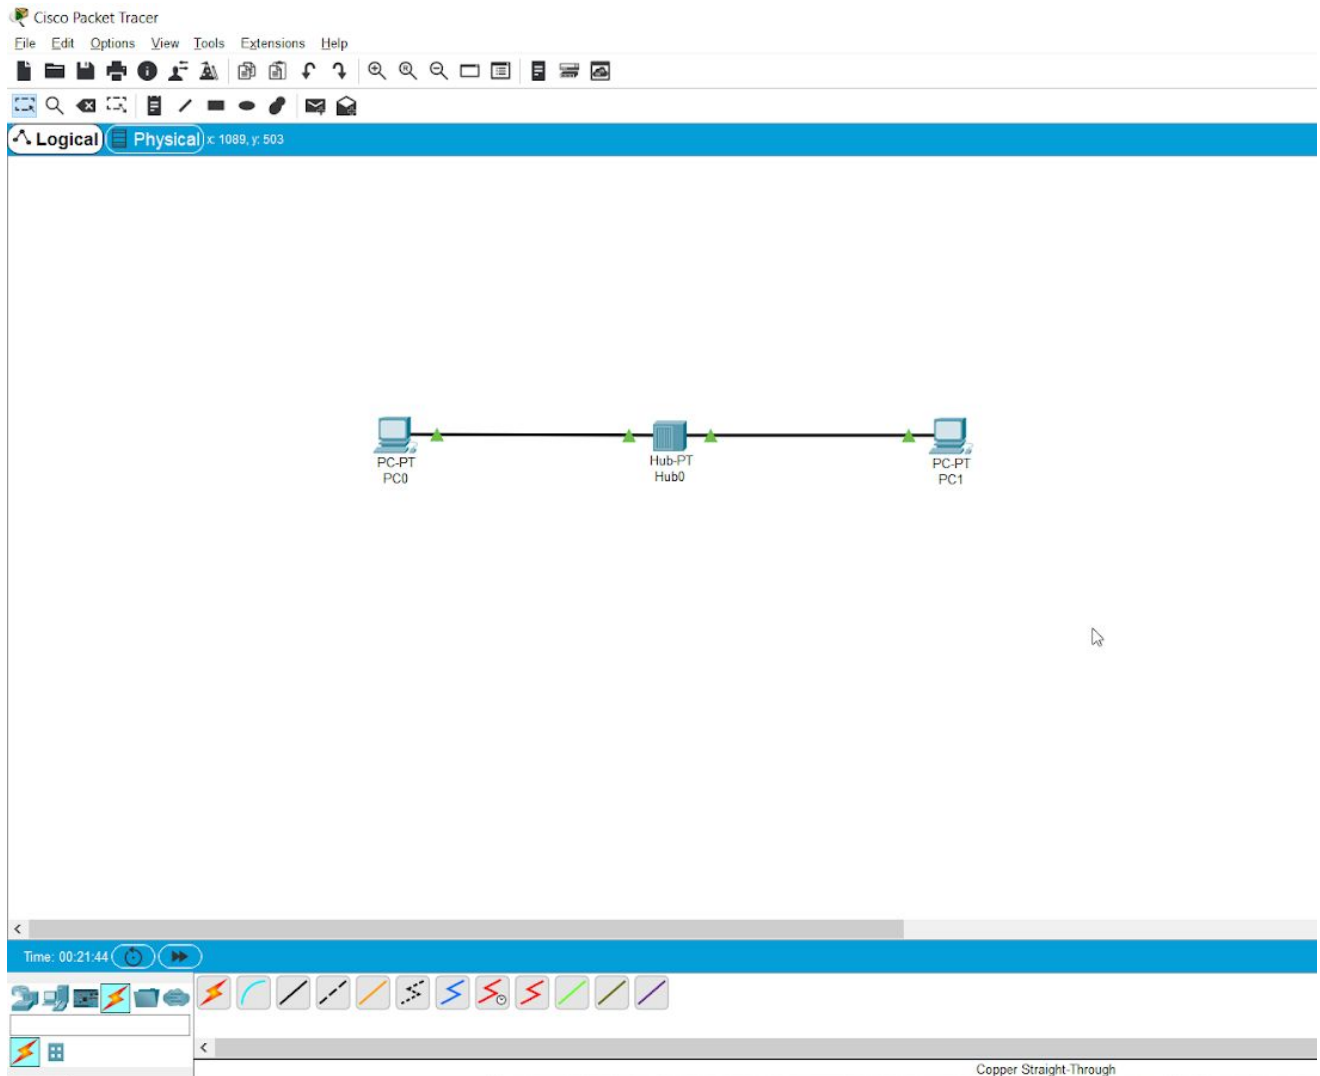 Cisco Packet Tracer
File Edit Options View Tools Extensions Help
Logical Physical x: 1089, y: 503
PC-PT
PC0
Hub-PT
Hub0
PC-PT
PC1
Time: 00:21:44
Copper Straight-Through